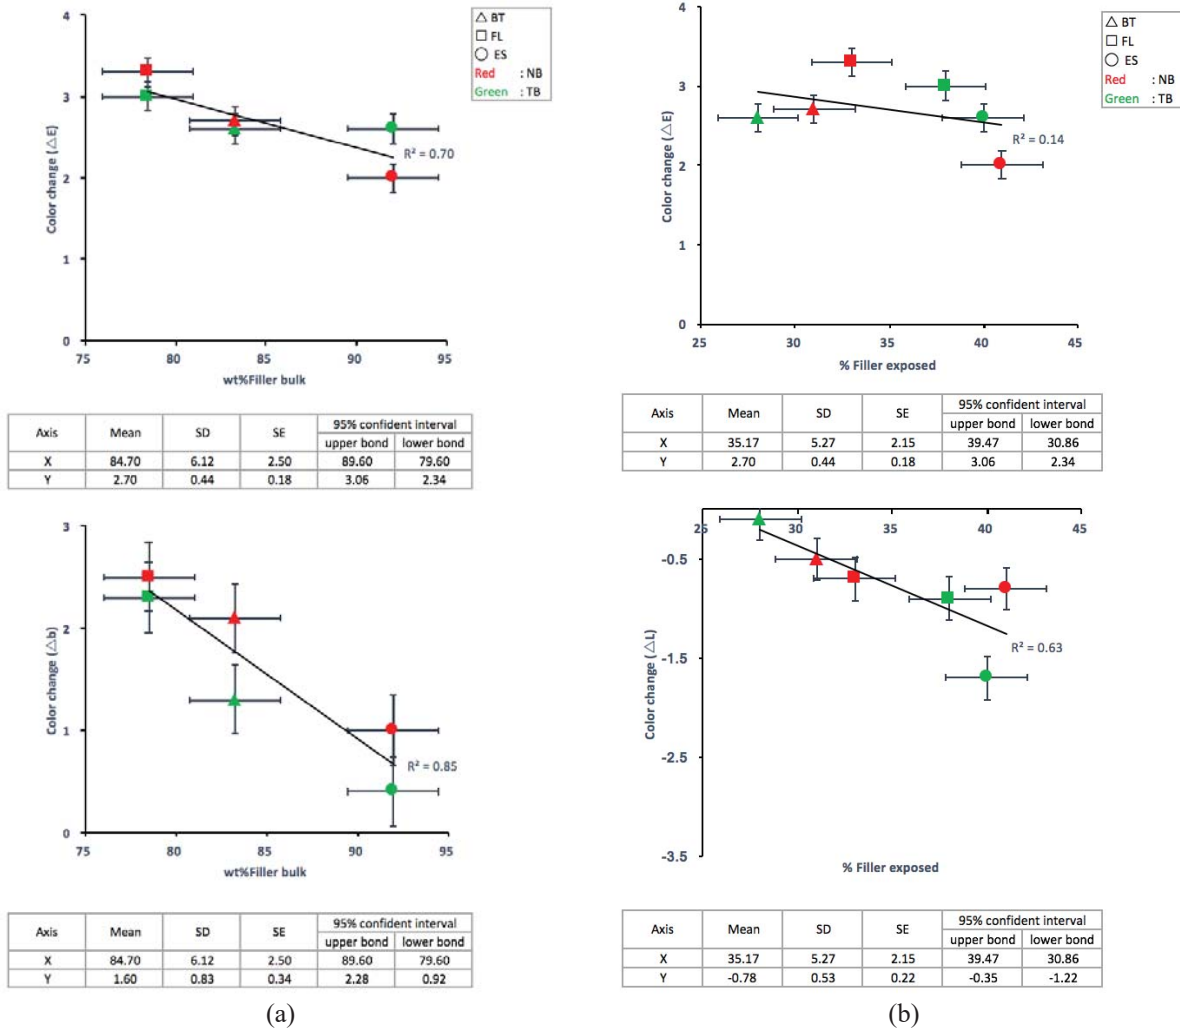 4
3
2
1
0
75
80
85
90
95
Color change (△E)
wt%Filler bulk
R² = 0.70
△ BT
□ FL
○ ES
Red : NB
Green : TB
Axis Mean SD SE 95% confident interval
upper bond lower bond
X 84.70 6.12 2.50 89.60 79.60
Y 2.70 0.44 0.18 3.06 2.34
4
3
2
1
0
25
30
35
40
45
Color change (△E)
% Filler exposed
R² = 0.14
△ BT
□ FL
○ ES
Red : NB
Green : TB
Axis Mean SD SE 95% confident interval
upper bond lower bond
X 35.17 5.27 2.15 39.47 30.86
Y 2.70 0.44 0.18 3.06 2.34
3
2
1
0
75
80
85
90
95
Color change (△b)
wt%Filler bulk
R² = 0.85
Axis Mean SD SE 95% confident interval
upper bond lower bond
X 84.70 6.12 2.50 89.60 79.60
Y 1.60 0.83 0.34 2.28 0.92
(a)
25
30
35
40
45
-0.5
-1.5
-2.5
-3.5
Color change (△L)
% Filler exposed
R² = 0.63
Axis Mean SD SE 95% confident interval
upper bond lower bond
X 35.17 5.27 2.15 39.47 30.86
Y -0.78 0.53 0.22 -0.35 -1.22
(b)